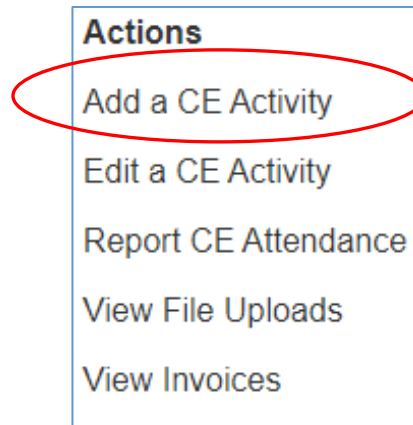 Actions
Add a CE Activity
Edit a CE Activity
Report CE Attendance
View File Uploads
View Invoices